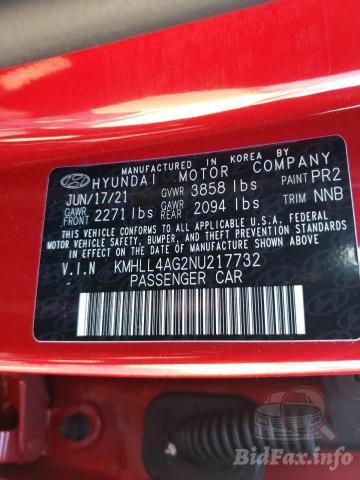 MANUFACTURED IN KOREA BY
HYUNDAI MOTOR COMPANY
JUN/17/21 GVWR 3858 lbs PAINT PR2
GAWR FRONT 2271 lbs GAWR REAR 2094 lbs TRIM NNB
THIS VEHICLE CONFORMS TO ALL APPLICABLE U.S.A. FEDERAL MOTOR
VEHICLE SAFETY, BUMPER, AND THEFT PREVENTION STANDARDS IN
EFFECT ON THE DATE OF MANUFACTURE SHOWN ABOVE.
V.I.N KMHLL4AG2NU217732
PASSENGER CAR
BidFax.info